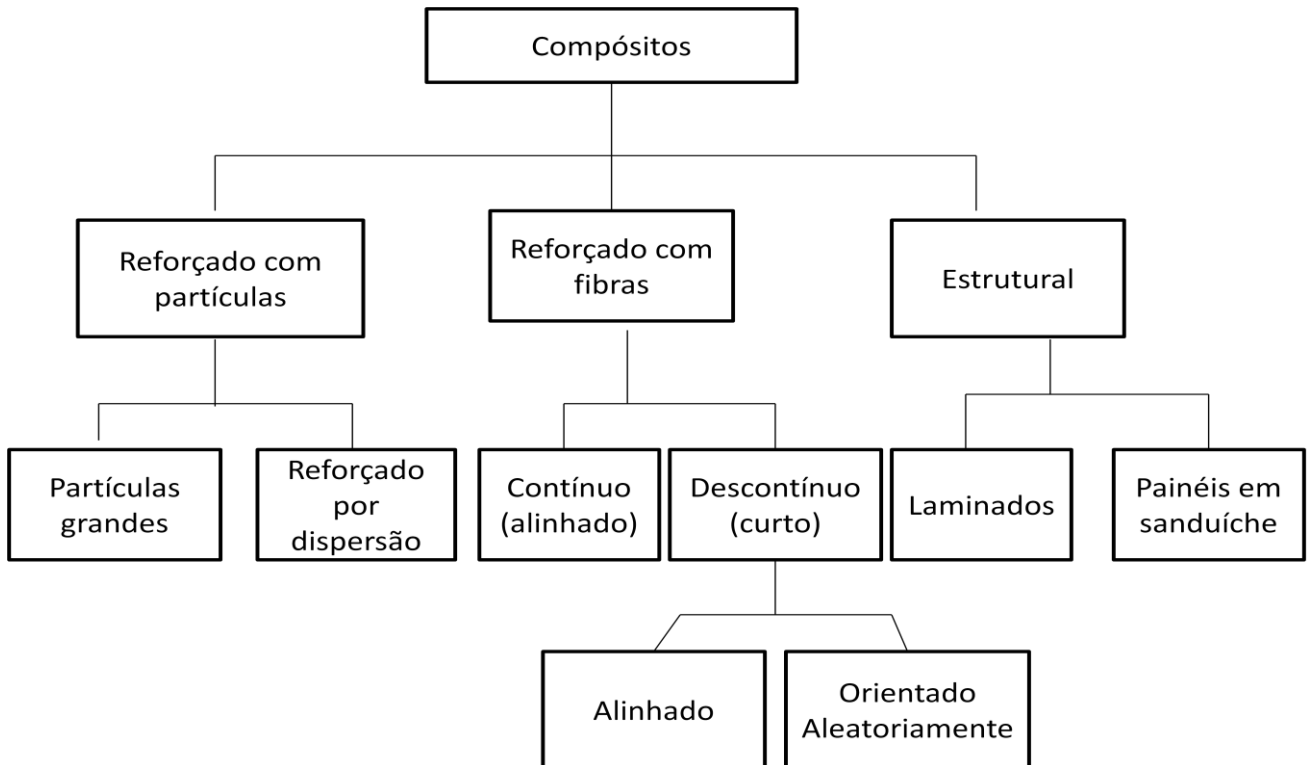 Compósitos
Reforçado com
partículas
Reforçado com
fibras
Estrutural
Partículas
grandes
Reforçado
por
dispersão
Contínuo
(alinhado)
Descontínuo
(curto)
Laminados
Painéis em
sanduíche
Alinhado
Orientado
Aleatoriamente